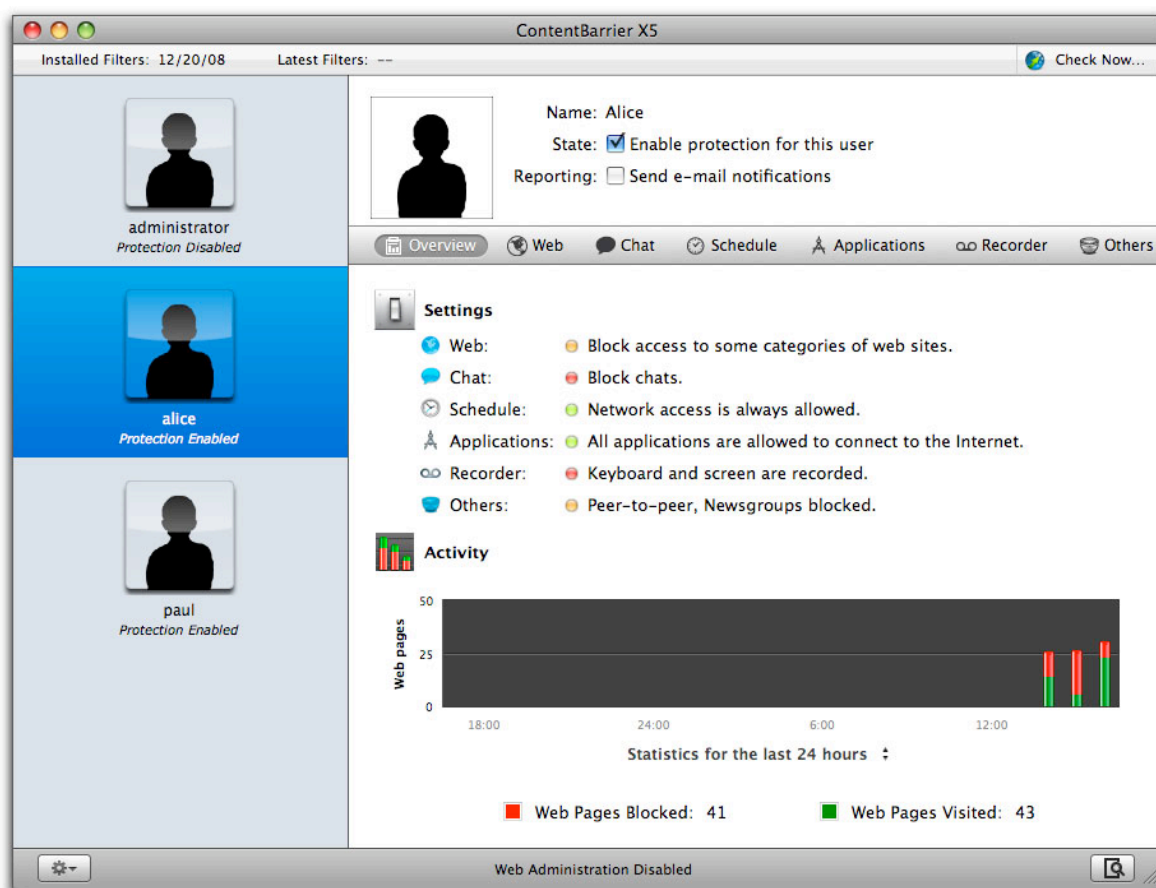 ContentBarrier X5
Installed Filters: 12/20/08 Latest Filters: --
Check Now...
administrator
Protection Disabled
alice
Protection Enabled
paul
Protection Enabled
Name: Alice
State: Enable protection for this user
Reporting: Send e-mail notifications
Overview Web Chat Schedule Applications Recorder Others
Settings
Web: Block access to some categories of web sites.
Chat: Block chats.
Schedule: Network access is always allowed.
Applications: All applications are allowed to connect to the Internet.
Recorder: Keyboard and screen are recorded.
Others: Peer-to-peer, Newsgroups blocked.
Activity
Web pages
50
25
0
18:00 24:00 6:00 12:00
Statistics for the last 24 hours
Web Pages Blocked: 41 Web Pages Visited: 43
Web Administration Disabled